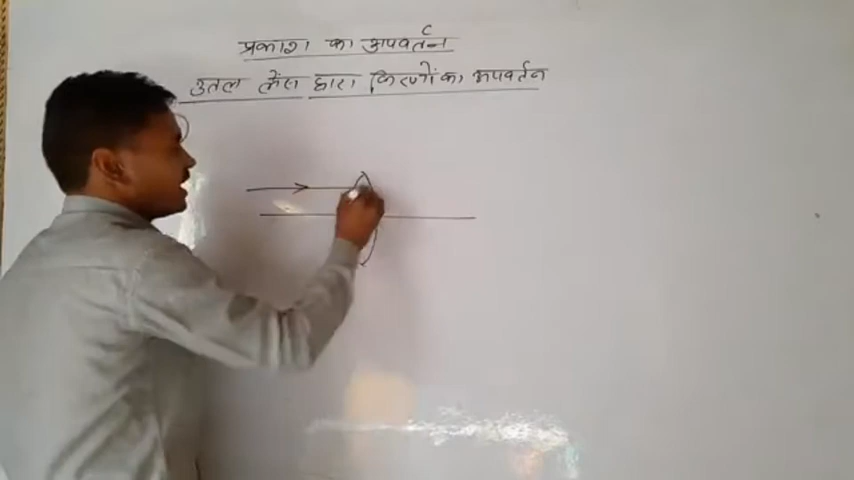 प्रकाश का अपवर्तन
उतल लेंस द्वारा किरणों का अपवर्तन